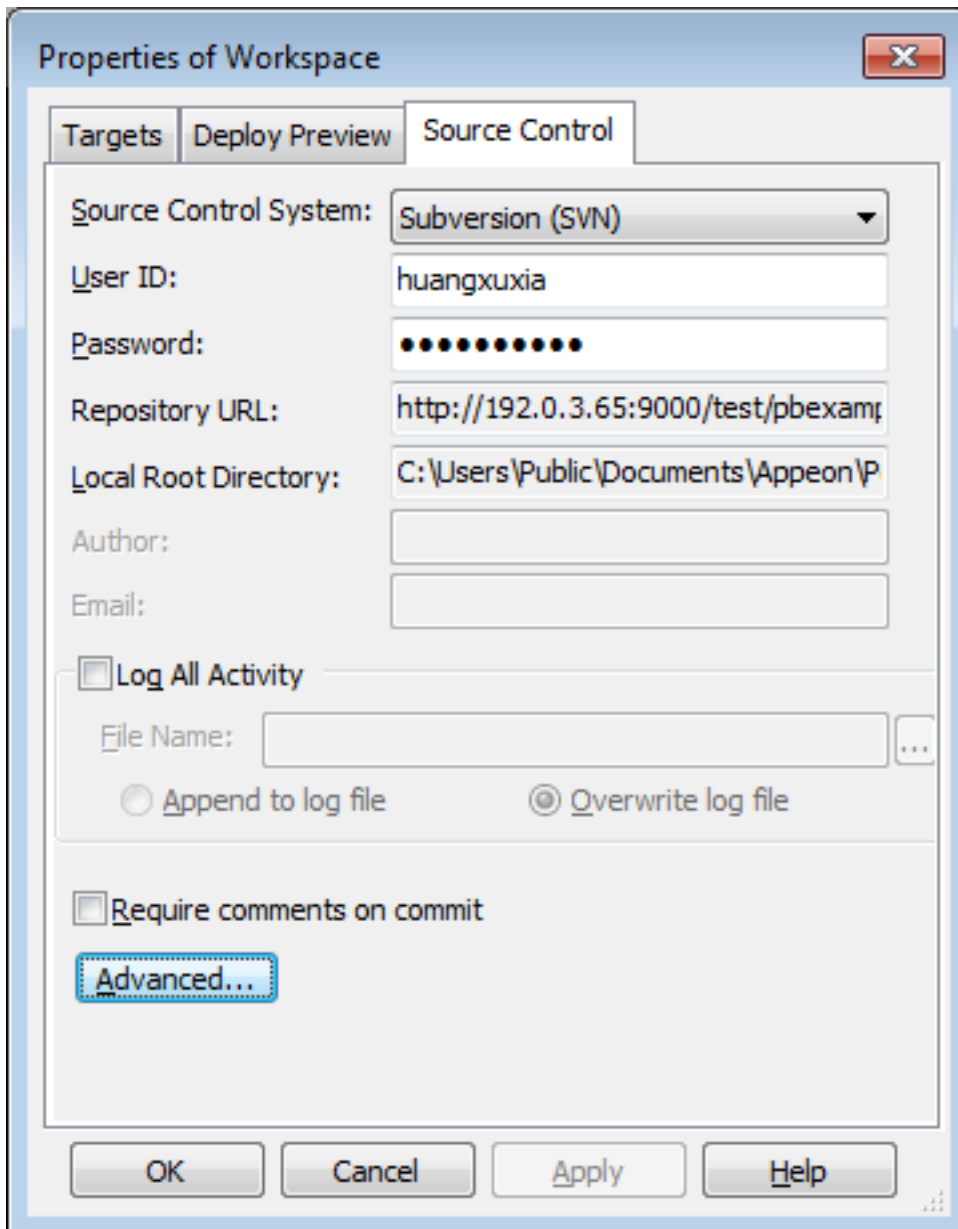 Properties of Workspace
Targets Deploy Preview Source Control
Source Control System: Subversion (SVN)
User ID: huangxuxia
Password: ••••••••••
Repository URL: http://192.0.3.65:9000/test/pbexamp
Local Root Directory: C:\Users\Public\Documents\Appeon\P
Author:
Email:
Log All Activity
File Name: ...
Append to log file Overwrite log file
Require comments on commit
Advanced...
OK Cancel Apply Help